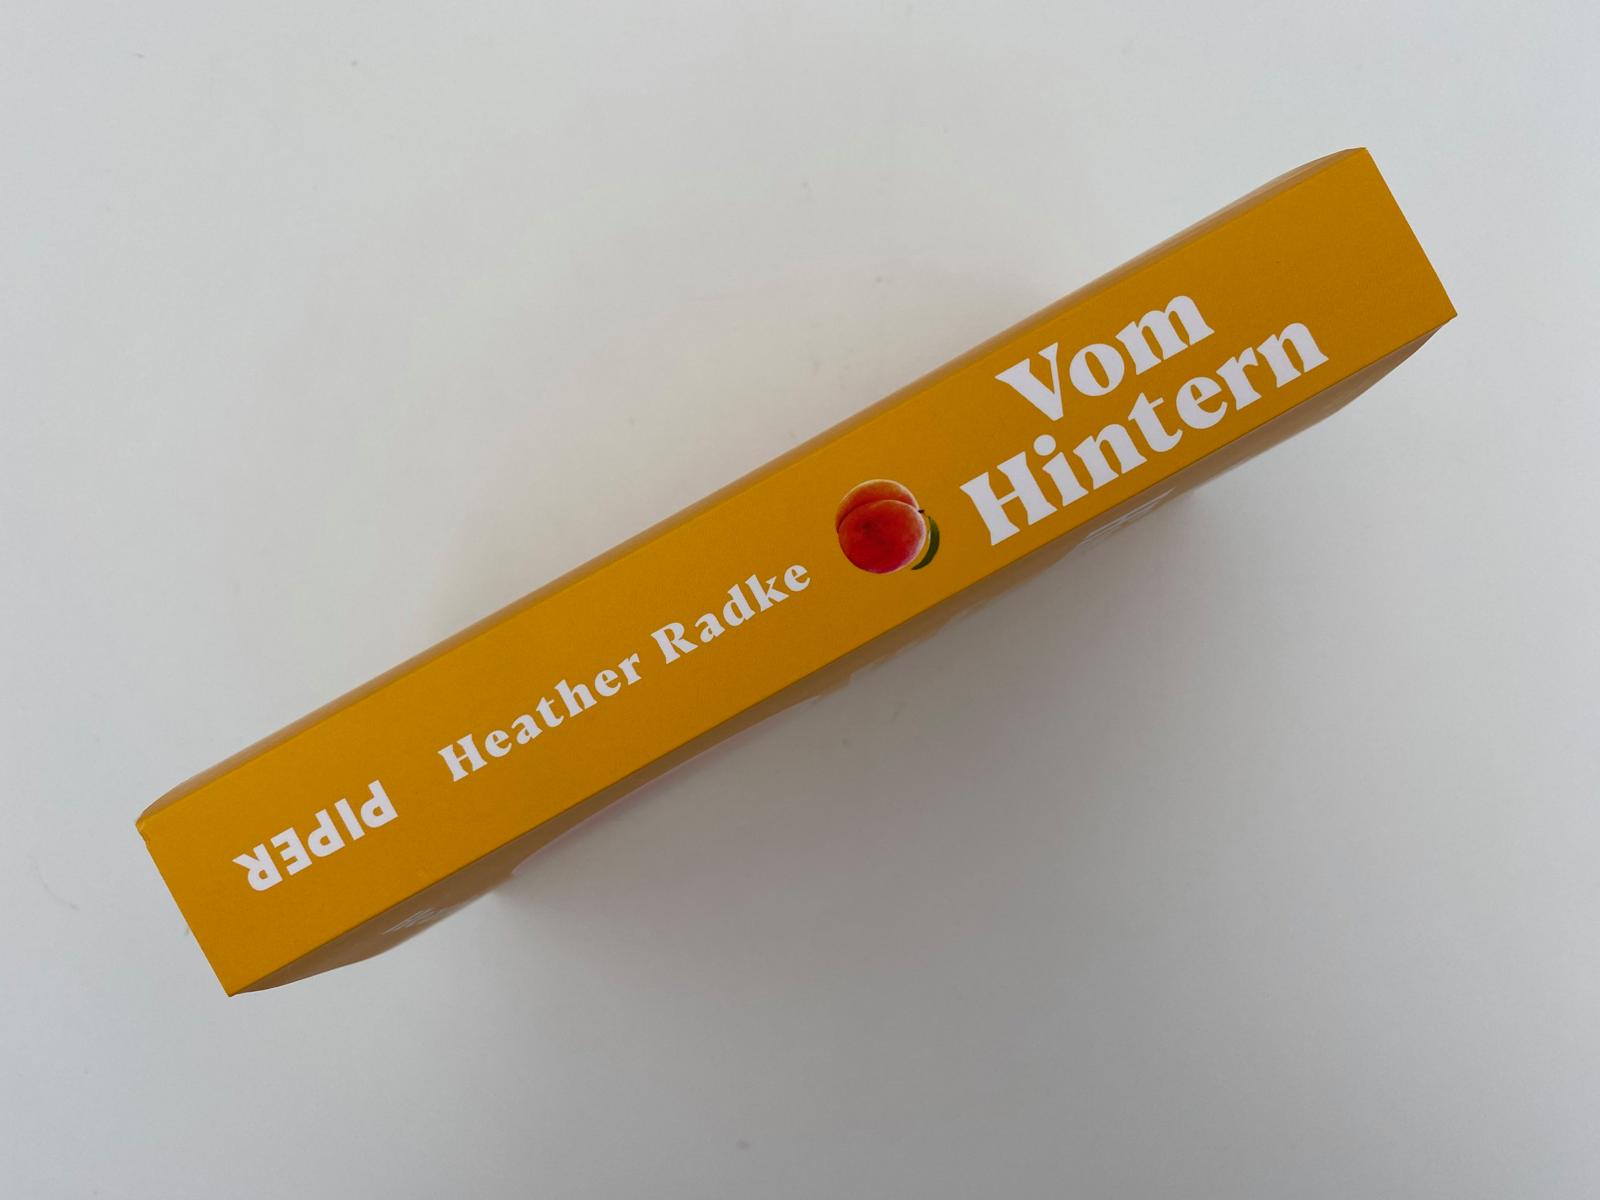 Vom
Hintern
Heather Radke
PIPER